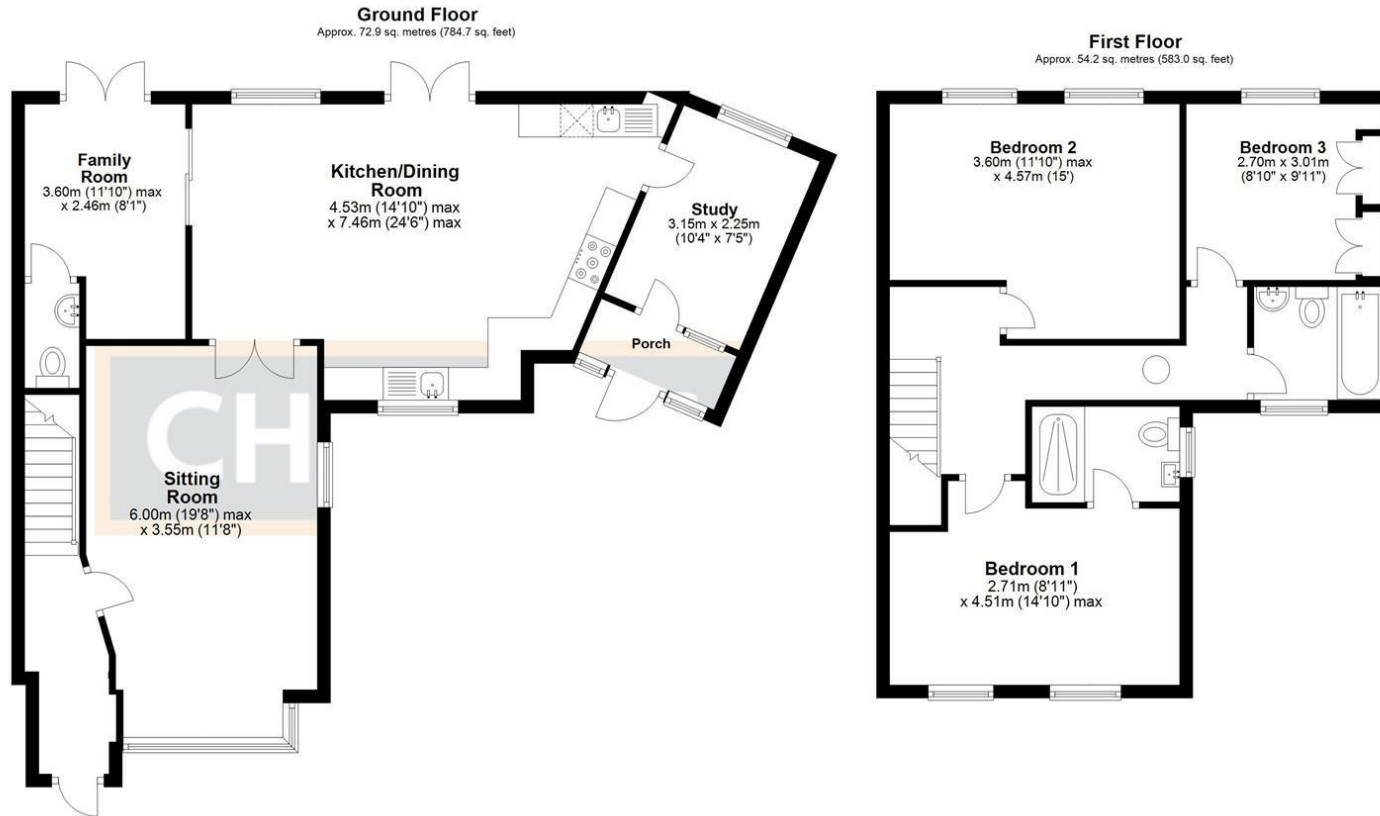 Ground Floor
Approx. 72.9 sq. metres (784.7 sq. feet)
Family
Room
3.60m (11'10") max
x 2.46m (8'1")
Kitchen/Dining
Room
4.53m (14'10") max
x 7.46m (24'6") max
Study
3.15m x 2.25m
(10'4" x 7'5")
Porch
CH
Sitting
Room
6.00m (19'8") max
x 3.55m (11'8")
First Floor
Approx. 54.2 sq. metres (583.0 sq. feet)
Bedroom 2
3.60m (11'10") max
x 4.57m (15')
Bedroom 3
2.70m x 3.01m
(8'10" x 9'11")
Bedroom 1
2.71m (8'11")
x 4.51m (14'10") max